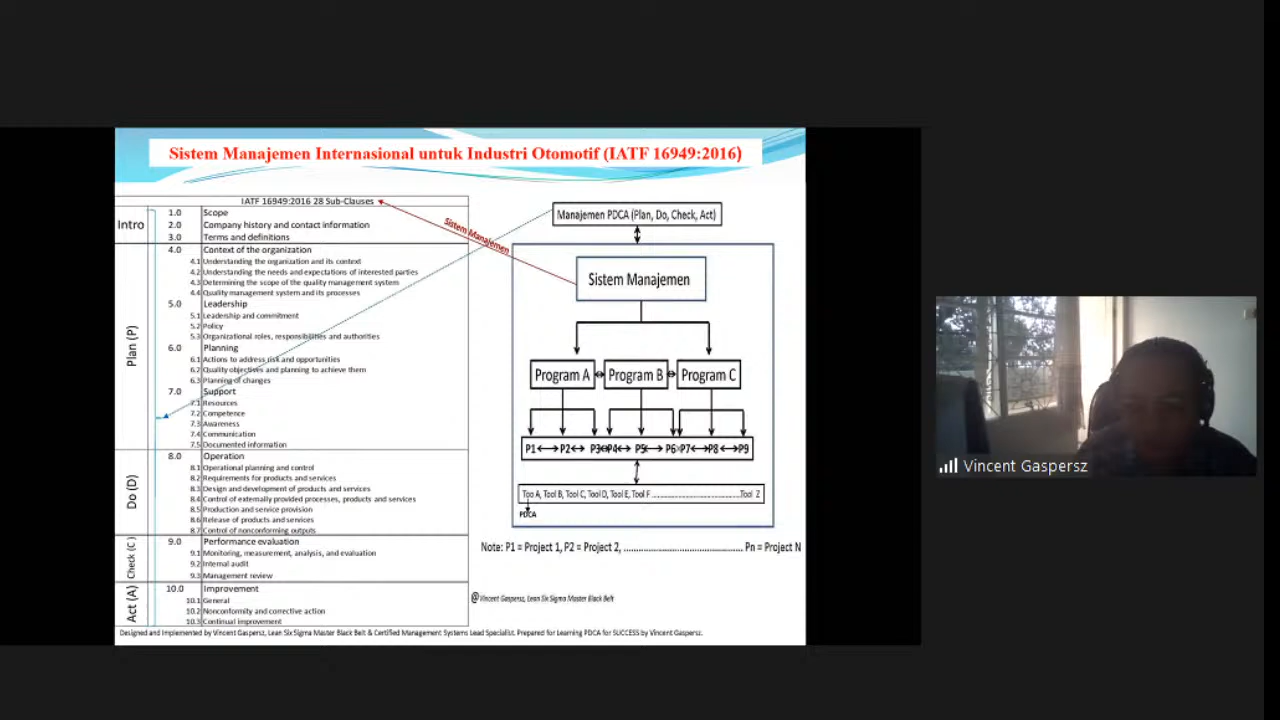 Sistem Manajemen Internasional untuk Industri Otomotif (IATF 16949:2016)
IATF 16949:2016 28 Sub-Clauses
Intro
1.0 Scope
2.0 Company history and contact information
3.0 Terms and definitions
Plan (P)
4.0 Context of the organization
4.1 Understanding the organization and its context
4.2 Understanding the needs and expectations of interested parties
4.3 Determining the scope of the quality management system
4.4 Quality management system and its processes
5.0 Leadership
5.1 Leadership and commitment
5.2 Policy
5.3 Organizational roles, responsibilities and authorities
6.0 Planning
6.1 Actions to address risk and opportunities
6.2 Quality objectives and planning to achieve them
6.3 Planning of changes
7.0 Support
7.1 Resources
7.2 Competence
7.3 Awareness
7.4 Communication
7.5 Documented information
Do (D)
8.0 Operation
8.1 Operational planning and control
8.2 Requirements for products and services
8.3 Design and development of products and services
8.4 Control of externally provided processes, products and services
8.5 Production and service provision
8.6 Release of products and services
8.7 Control of nonconforming outputs
Check (C)
9.0 Performance evaluation
9.1 Monitoring, measurement, analysis, and evaluation
9.2 Internal audit
9.3 Management review
Act (A)
10.0 Improvement
10.1 General
10.2 Nonconformity and corrective action
10.3 Continual improvement
Sistem Manajemen
Manajemen PDCA (Plan, Do, Check, Act)
Sistem Manajemen
Program A Program B Program C
P1 P2 P3 P4 P5 P6 P7 P8 P9
Too A, Tool B, Tool C, Tool D, Tool E, Tool F ................................................Tool Z
PDCA
Note: P1 = Project 1, P2 = Project 2, ...................................... Pn = Project N
@Vincent Gaspersz, Lean Six Sigma Master Black Belt
Designed and Implemented by Vincent Gaspersz, Lean Six Sigma Master Black Belt & Certified Management Systems Lead Specialist. Prepared for Learning PDCA for SUCCESS by Vincent Gaspersz.
Vincent Gaspersz